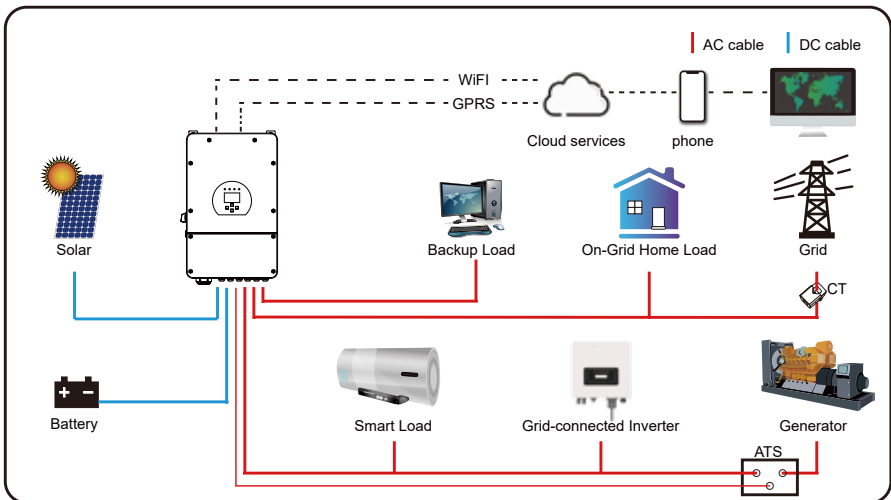 AC cable
DC cable
WiFI
GPRS
Cloud services
phone
Solar
Backup Load
On-Grid Home Load
Grid
CT
Battery
Smart Load
Grid-connected Inverter
Generator
ATS